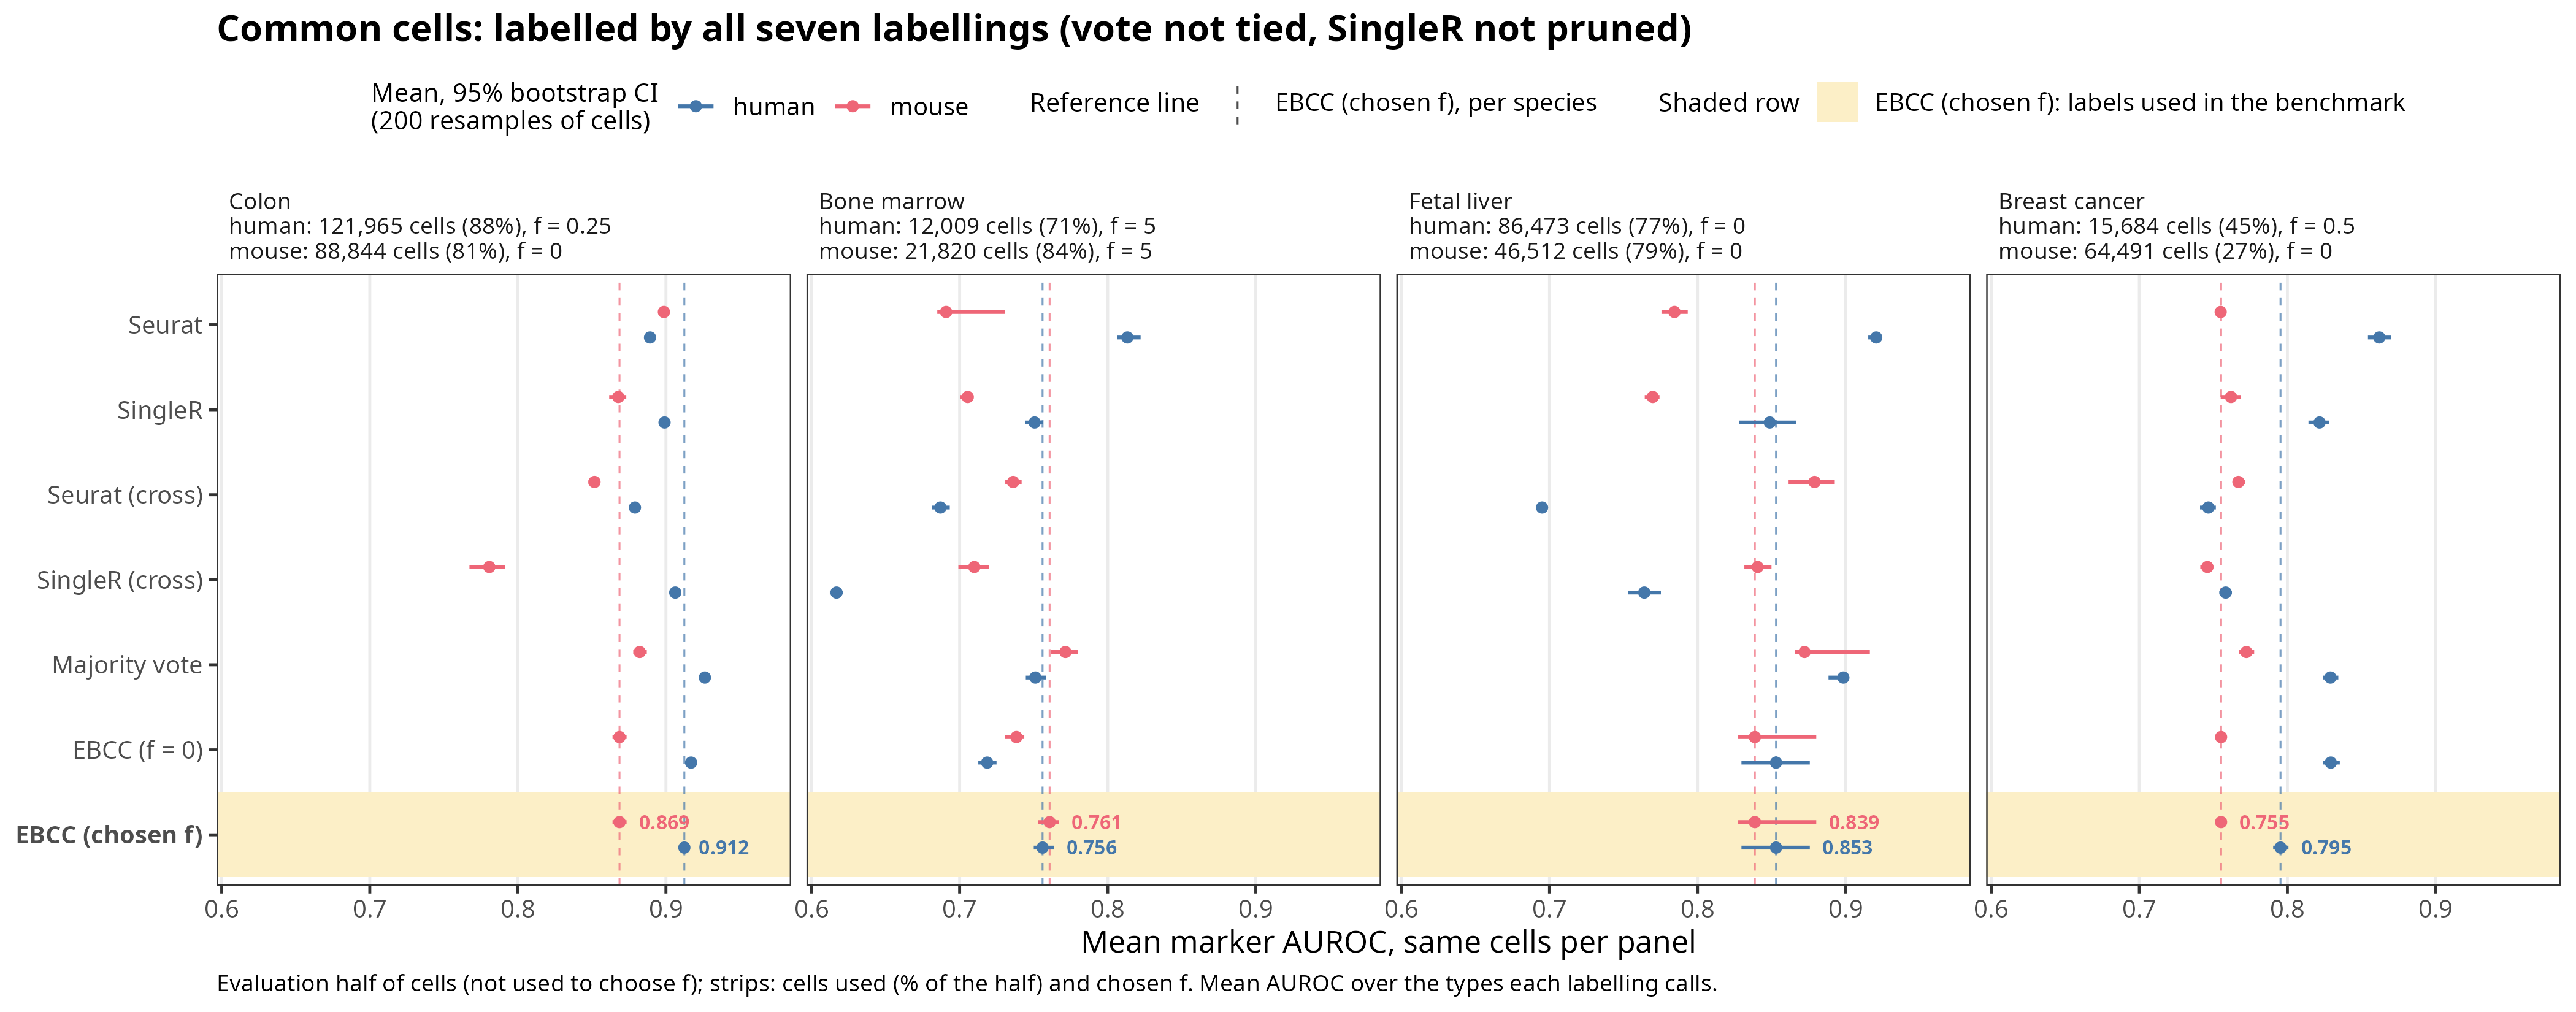 Common cells: labelled by all seven labellings (vote not tied, SingleR not pruned)
Mean, 95% bootstrap CI
(200 resamples of cells)
human
mouse
Reference line
EBCC (chosen f), per species
Shaded row
EBCC (chosen f): labels used in the benchmark
Colon
human: 121,965 cells (88%), f = 0.25
mouse: 88,844 cells (81%), f = 0
Bone marrow
human: 12,009 cells (71%), f = 5
mouse: 21,820 cells (84%), f = 5
Fetal liver
human: 86,473 cells (77%), f = 0
mouse: 46,512 cells (79%), f = 0
Breast cancer
human: 15,684 cells (45%), f = 0.5
mouse: 64,491 cells (27%), f = 0
Seurat
SingleR
Seurat (cross)
SingleR (cross)
Majority vote
EBCC (f = 0)
EBCC (chosen f)
0.869
0.912
0.761
0.756
0.839
0.853
0.755
0.795
0.6 0.7 0.8 0.9
0.6 0.7 0.8 0.9
0.6 0.7 0.8 0.9
0.6 0.7 0.8 0.9
Mean marker AUROC, same cells per panel
Evaluation half of cells (not used to choose f); strips: cells used (% of the half) and chosen f. Mean AUROC over the types each labelling calls.